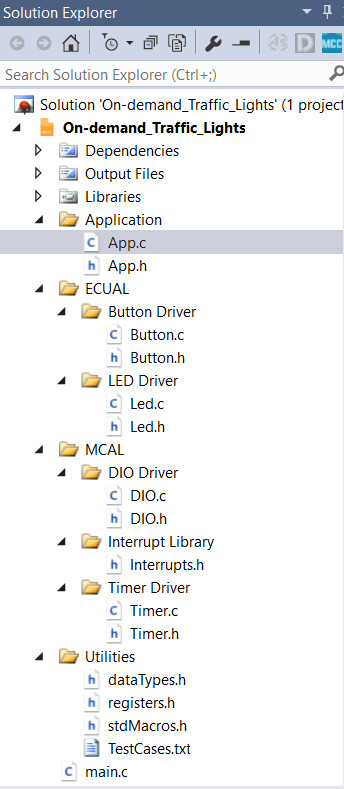 Solution Explorer
MCC
Search Solution Explorer (Ctrl+;)
Solution 'On-demand_Traffic_Lights' (1 project
On-demand_Traffic_Lights
Dependencies
Output Files
Libraries
Application
App.c
App.h
ECUAL
Button Driver
Button.c
Button.h
LED Driver
Led.c
Led.h
MCAL
DIO Driver
DIO.c
DIO.h
Interrupt Library
Interrupts.h
Timer Driver
Timer.c
Timer.h
Utilities
dataTypes.h
registers.h
stdMacros.h
TestCases.txt
main.c